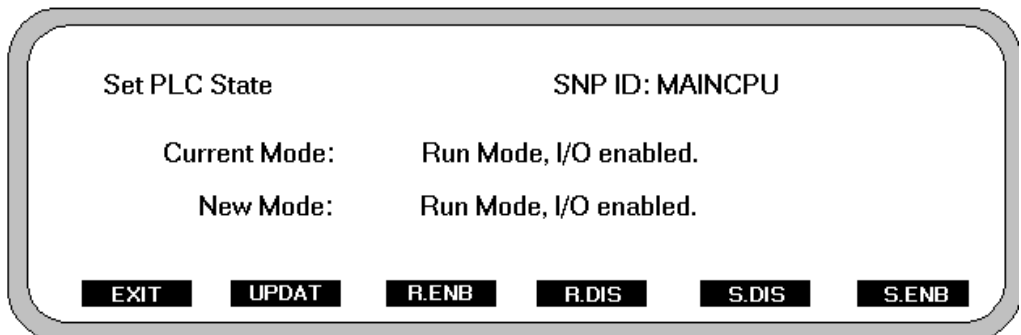 Set PLC State SNP ID: MAINCPU
Current Mode: Run Mode, I/O enabled.
New Mode: Run Mode, I/O enabled.
EXIT UPDAT R.ENB R.DIS S.DIS S.ENB